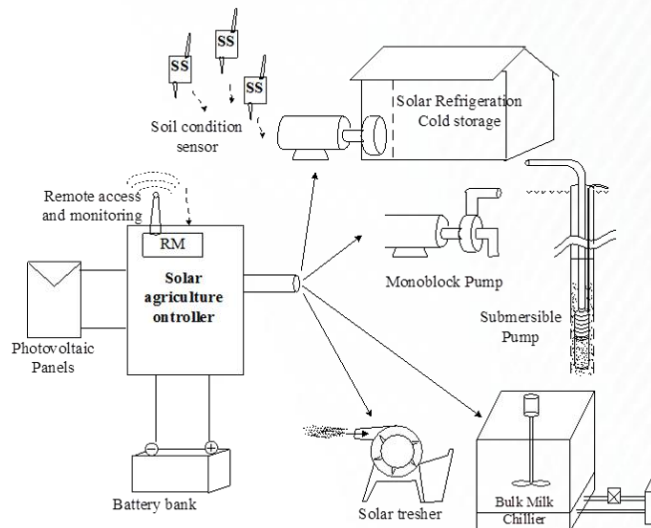 SS
SS
SS
Soil condition
sensor
Solar Refrigeration
Cold storage
Remote access
and monitoring
RM
Solar
agriculture
ontroller
Monoblock Pump
Submersible
Pump
Photovoltaic
Panels
Battery bank
Solar tresher
Bulk Milk
Chillier